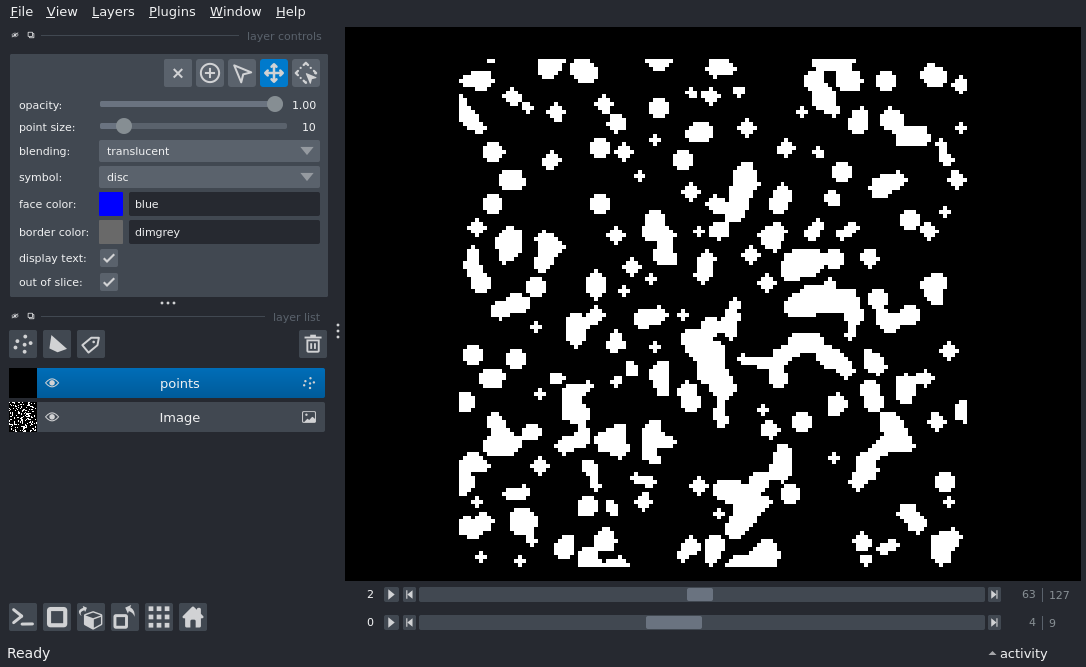 File View Layers Plugins Window Help
layer controls
opacity: 1.00
point size: 10
blending: translucent
symbol: disc
face color: blue
border color: dimgrey
display text:
out of slice:
layer list
points
Image
2 63 127
0 4 9
Ready activity